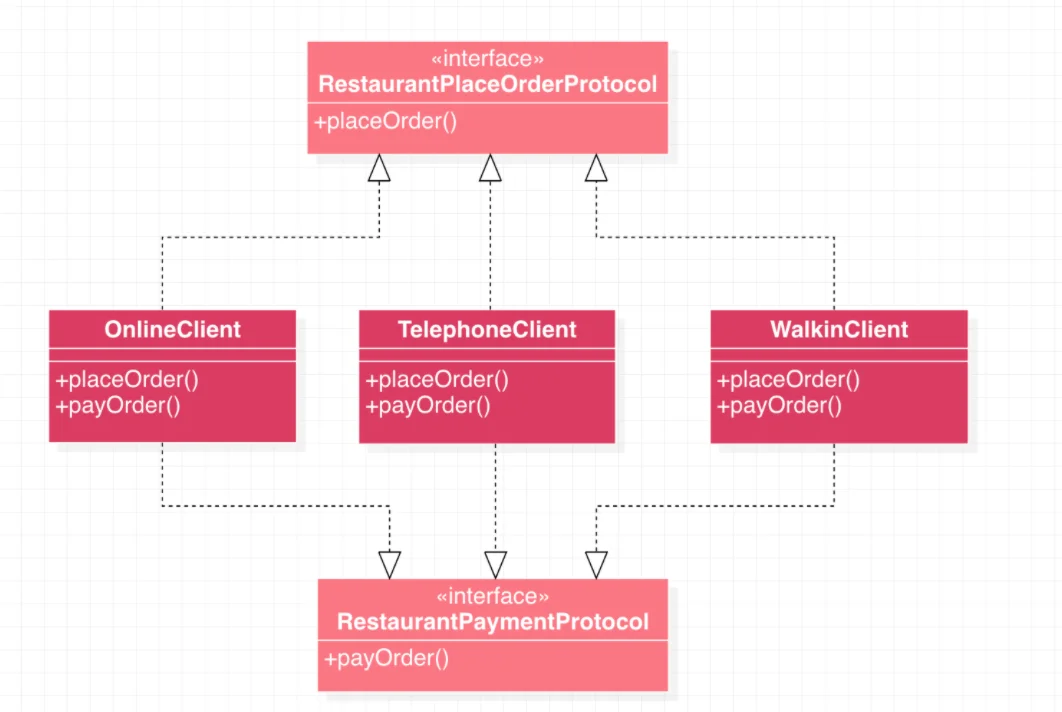 «interface»
RestaurantPlaceOrderProtocol
+placeOrder()
OnlineClient
+placeOrder()
+payOrder()
TelephoneClient
+placeOrder()
+payOrder()
WalkinClient
+placeOrder()
+payOrder()
«interface»
RestaurantPaymentProtocol
+payOrder()